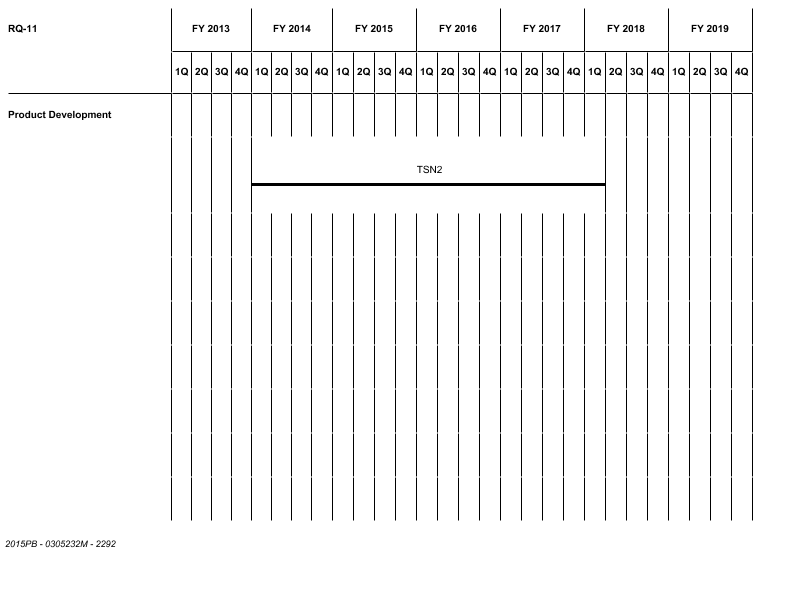 RQ-11 FY 2013 FY 2014 FY 2015 FY 2016 FY 2017 FY 2018 FY 2019
1Q 2Q 3Q 4Q 1Q 2Q 3Q 4Q 1Q 2Q 3Q 4Q 1Q 2Q 3Q 4Q 1Q 2Q 3Q 4Q 1Q 2Q 3Q 4Q 1Q 2Q 3Q 4Q
Product Development
TSN2
2015PB - 0305232M - 2292